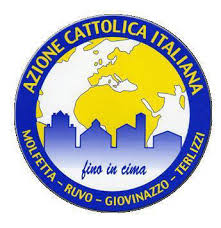 AZIONE CATTOLICA ITALIANA
fino in cima
MOLFETTA - RUVO - GIOVINAZZO - TERLIZZI